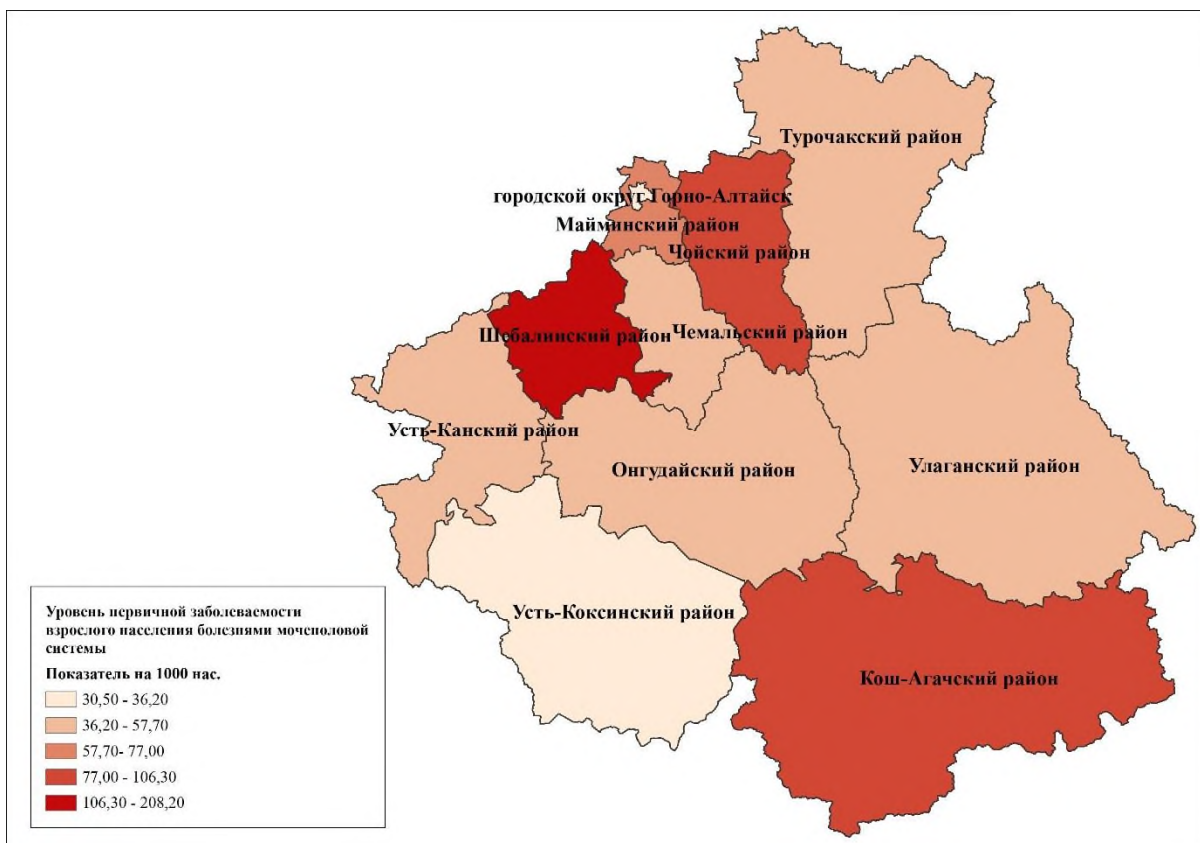 Турочакский район
городской округ Горно-Алтайск
Майминский район
Чойский район
Шебалинский район
Чемальский район
Усть-Канский район
Онгудайский район
Улаганский район
Усть-Коксинский район
Кош-Агачский район
Уровень первичной заболеваемости
взрослого населения болезнями мочеполовой
системы
Показатель на 1000 нас.
30,50 - 36,20
36,20 - 57,70
57,70- 77,00
77,00 - 106,30
106,30 - 208,20